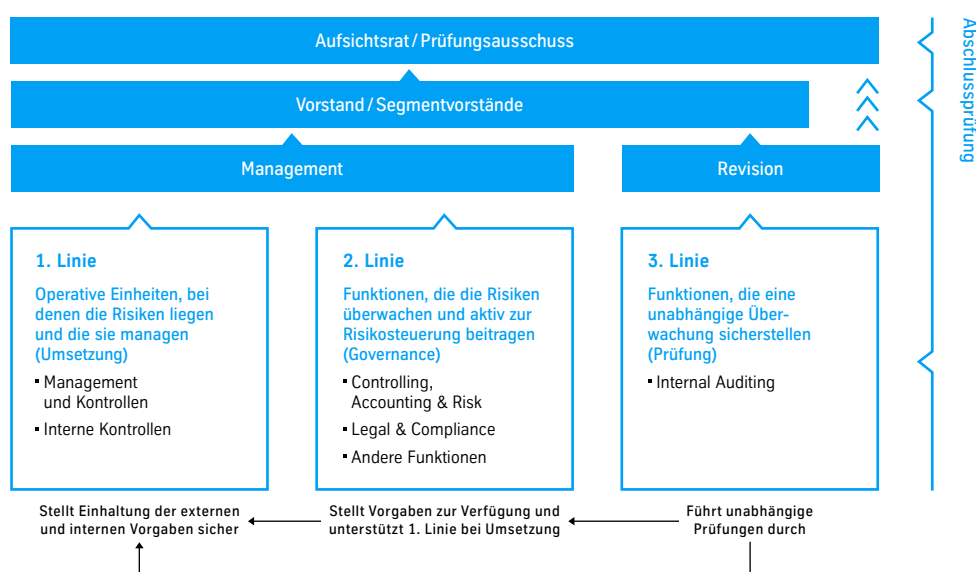 Aufsichtsrat / Prüfungsausschuss
Vorstand / Segmentvorstände
Management
Revision
1. Linie
Operative Einheiten, bei
denen die Risiken liegen
und die sie managen
(Umsetzung)
▪ Management
und Kontrollen
▪ Interne Kontrollen
2. Linie
Funktionen, die die Risiken
überwachen und aktiv zur
Risikosteuerung beitragen
(Governance)
▪ Controlling,
Accounting & Risk
▪ Legal & Compliance
▪ Andere Funktionen
3. Linie
Funktionen, die eine
unabhängige Über-
wachung sicherstellen
(Prüfung)
▪ Internal Auditing
Stellt Einhaltung der externen
und internen Vorgaben sicher
Stellt Vorgaben zur Verfügung und
unterstützt 1. Linie bei Umsetzung
Führt unabhängige
Prüfungen durch
Abschlussprüfung